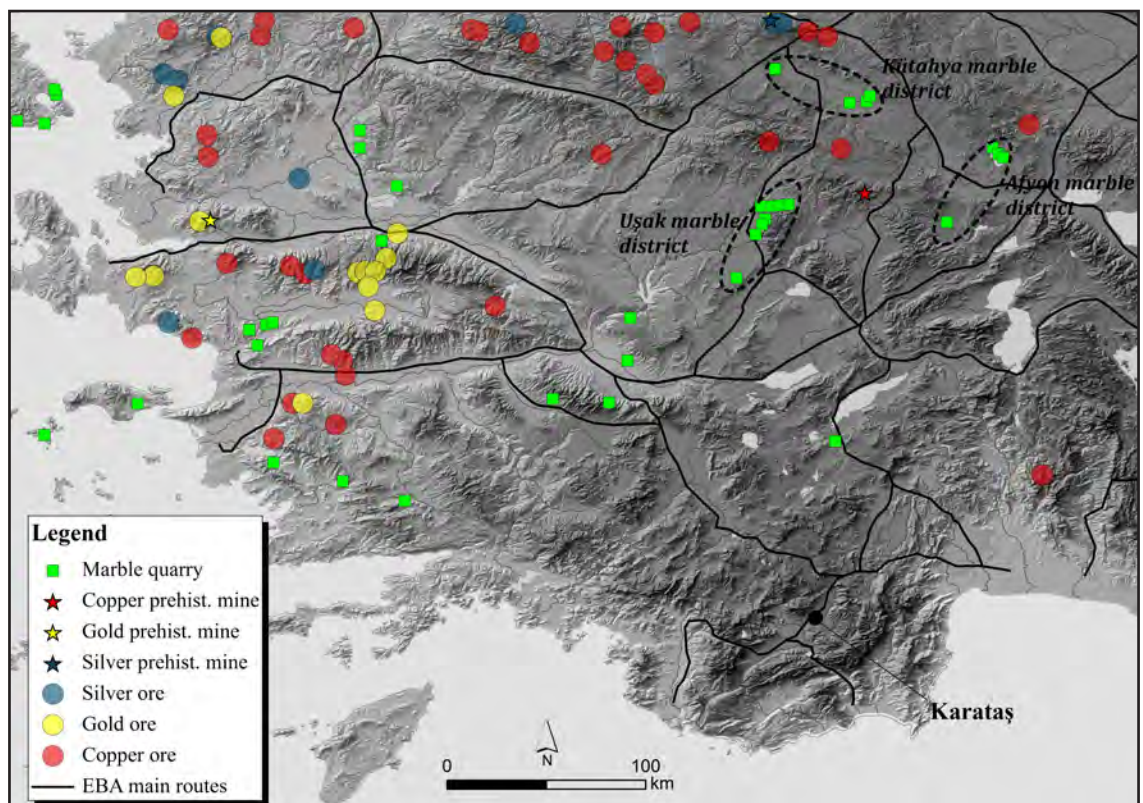 Kütahya marble
district
Afyon marble
district
Uşak marble
district
Legend
Marble quarry
Copper prehist. mine
Gold prehist. mine
Silver prehist. mine
Silver ore
Gold ore
Copper ore
EBA main routes
Karataş
N
0 100
km